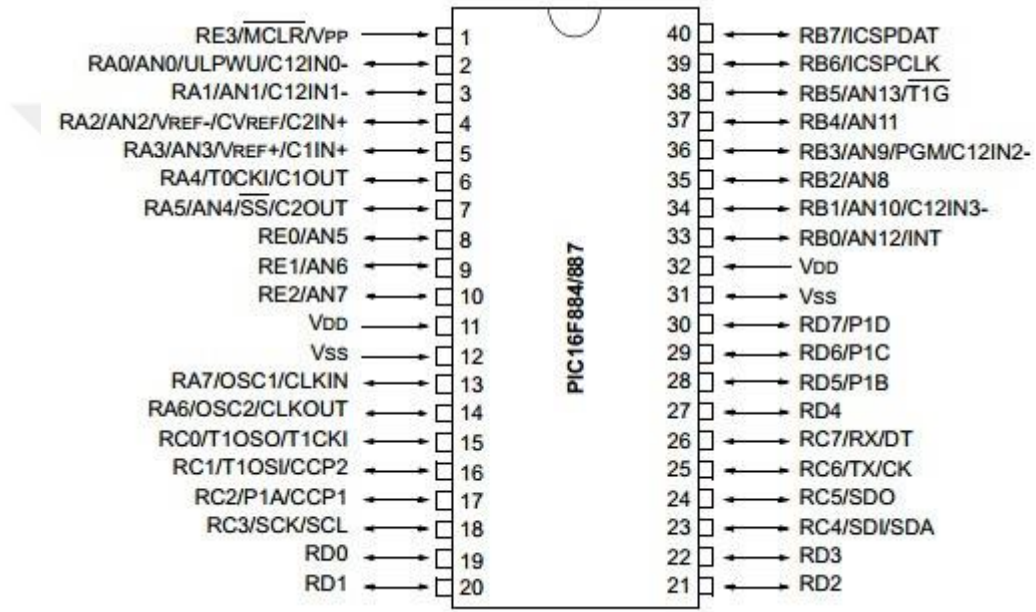 RE3/MCLR/VPP 1
RA0/AN0/ULPWU/C12IN0- 2
RA1/AN1/C12IN1- 3
RA2/AN2/VREF-/CVREF/C2IN+ 4
RA3/AN3/VREF+/C1IN+ 5
RA4/T0CKI/C1OUT 6
RA5/AN4/SS/C2OUT 7
RE0/AN5 8
RE1/AN6 9
RE2/AN7 10
VDD 11
VSS 12
RA7/OSC1/CLKIN 13
RA6/OSC2/CLKOUT 14
RC0/T1OSO/T1CKI 15
RC1/T1OSI/CCP2 16
RC2/P1A/CCP1 17
RC3/SCK/SCL 18
RD0 19
RD1 20
PIC16F884/887
40 RB7/ICSPDAT
39 RB6/ICSPCLK
38 RB5/AN13/T1G
37 RB4/AN11
36 RB3/AN9/PGM/C12IN2-
35 RB2/AN8
34 RB1/AN10/C12IN3-
33 RB0/AN12/INT
32 VDD
31 VSS
30 RD7/P1D
29 RD6/P1C
28 RD5/P1B
27 RD4
26 RC7/RX/DT
25 RC6/TX/CK
24 RC5/SDO
23 RC4/SDI/SDA
22 RD3
21 RD2